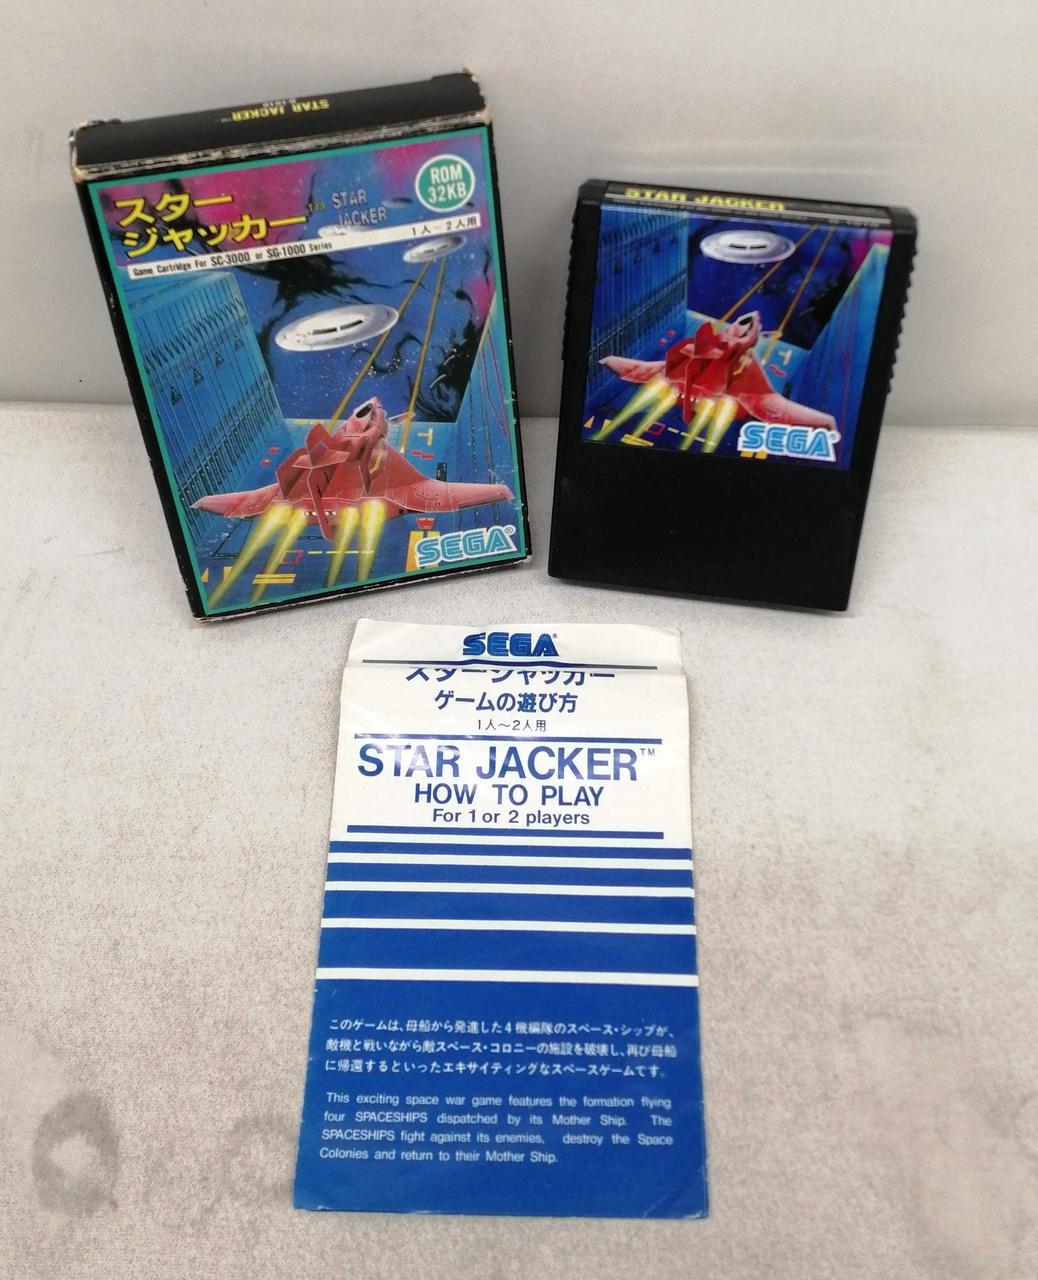 STAR JACKER™
スター
ジャッカー™
STAR
JACKER
ROM
32KB
1人〜2人用
Game Cartridge For SC-3000 or SG-1000 Series
SEGA®
STAR JACKER
SEGA®
SEGA®
スタージャッカー
ゲームの遊び方
1人〜2人用
STAR JACKER™
HOW TO PLAY
For 1 or 2 players
このゲームは、母船から発進した4機編隊のスペース・シップが、
敵機と戦いながら敵スペース・コロニーの施設を破壊し、再び母船
に帰還するといったエキサイティングなスペースゲームです。
This exciting space war game features the formation flying
four SPACESHIPS dispatched by its Mother Ship. The
SPACESHIPS fight against its enemies, destroy the Space
Colonies and return to their Mother Ship.